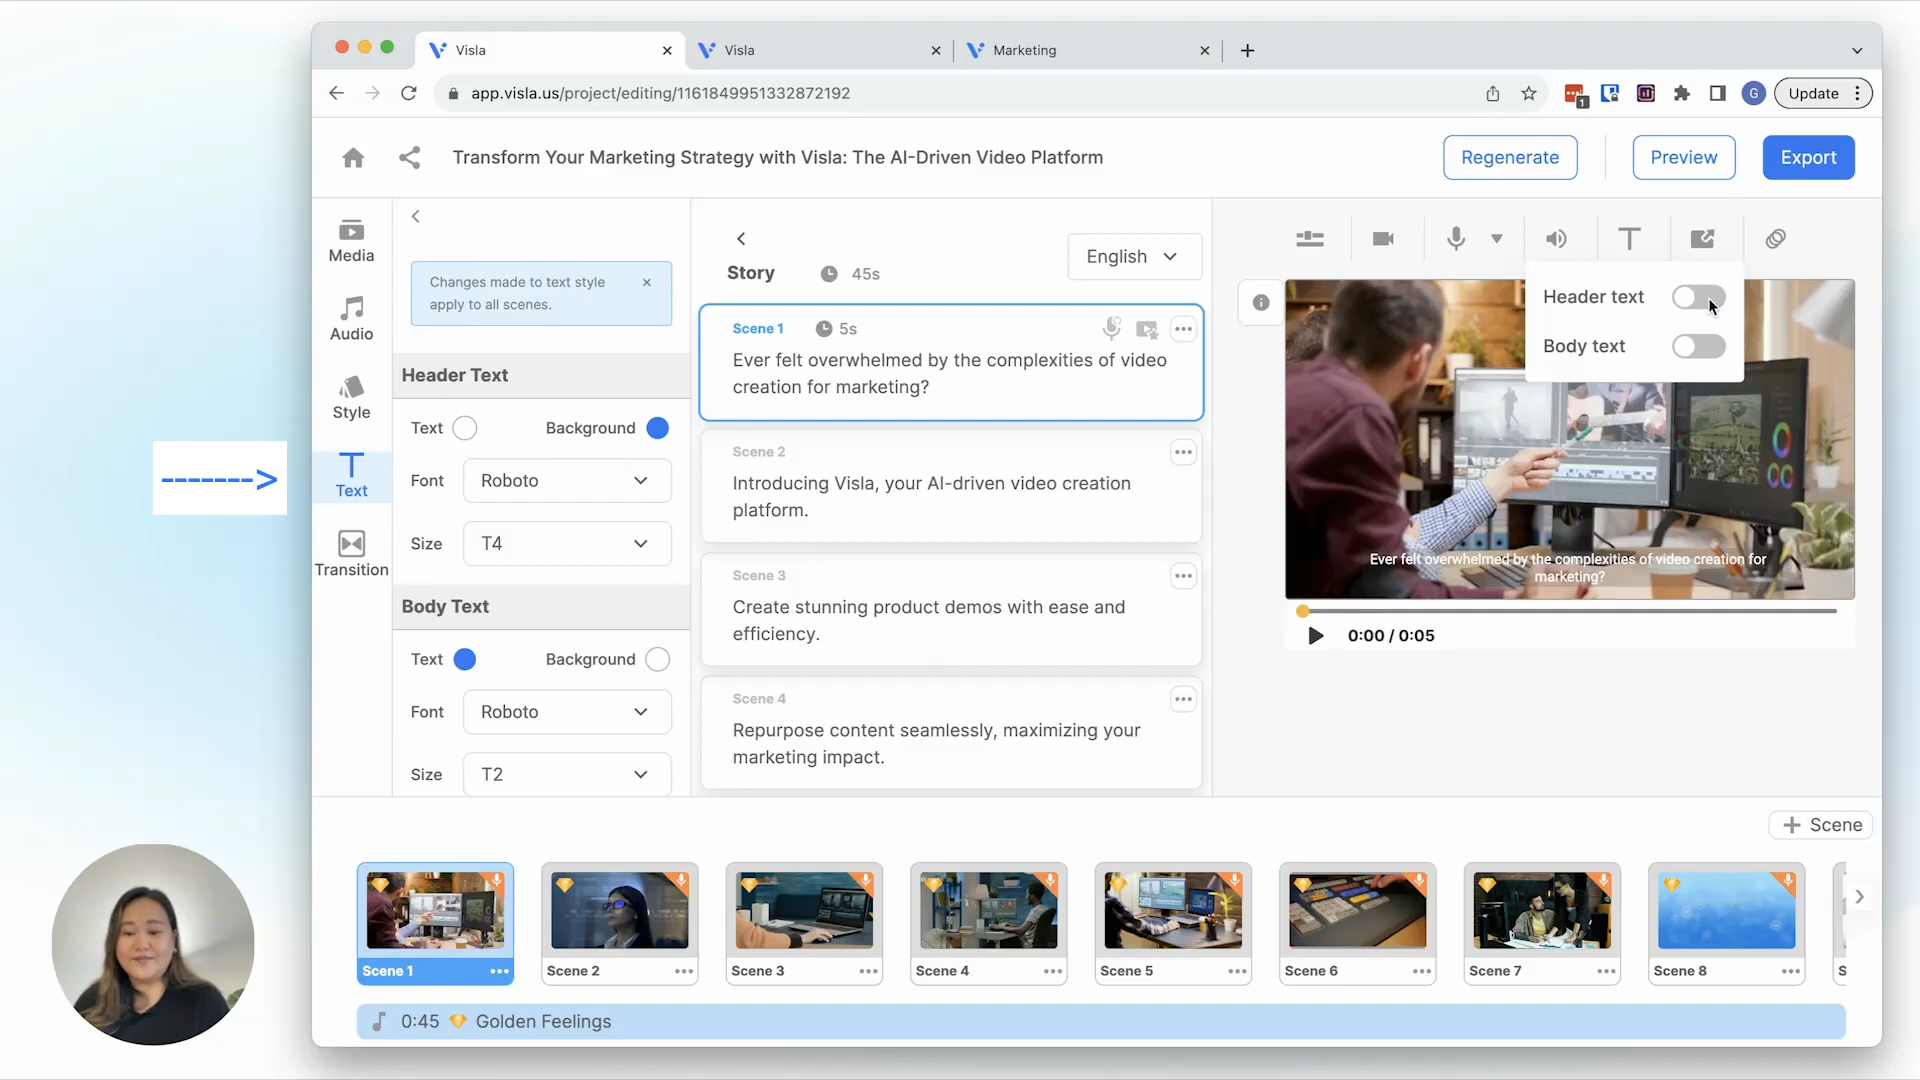 Visla
Visla
Marketing
app.visla.us/project/editing/1161849951332872192
1
G
Update
Transform Your Marketing Strategy with Visla: The AI-Driven Video Platform
Regenerate
Preview
Export
Media
Audio
Style
Text
Transition
Changes made to text style
apply to all scenes.
Header Text
Text
Background
Font
Roboto
Size
T4
Body Text
Text
Background
Font
Roboto
Size
T2
Story
45s
English
Scene 1
5s
Ever felt overwhelmed by the complexities of video
creation for marketing?
Scene 2
Introducing Visla, your AI-driven video creation
platform.
Scene 3
Create stunning product demos with ease and
efficiency.
Scene 4
Repurpose content seamlessly, maximizing your
marketing impact.
Header text
Body text
Ever felt overwhelmed by the complexities of video creation for
marketing?
0:00 / 0:05
------->
+ Scene
Scene 1
Scene 2
Scene 3
Scene 4
Scene 5
Scene 6
Scene 7
Scene 8
S
0:45
Golden Feelings